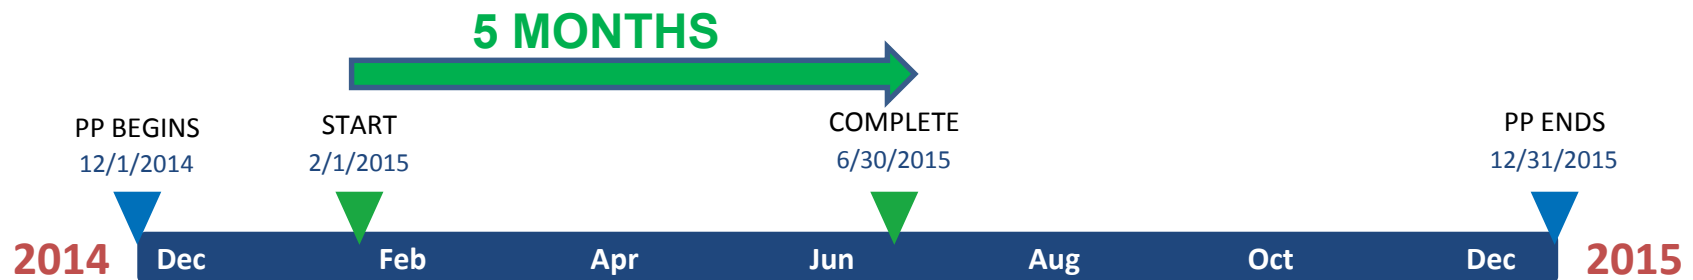 5 MONTHS
PP BEGINS
12/1/2014
START
2/1/2015
COMPLETE
6/30/2015
PP ENDS
12/31/2015
2014 Dec Feb Apr Jun Aug Oct Dec 2015